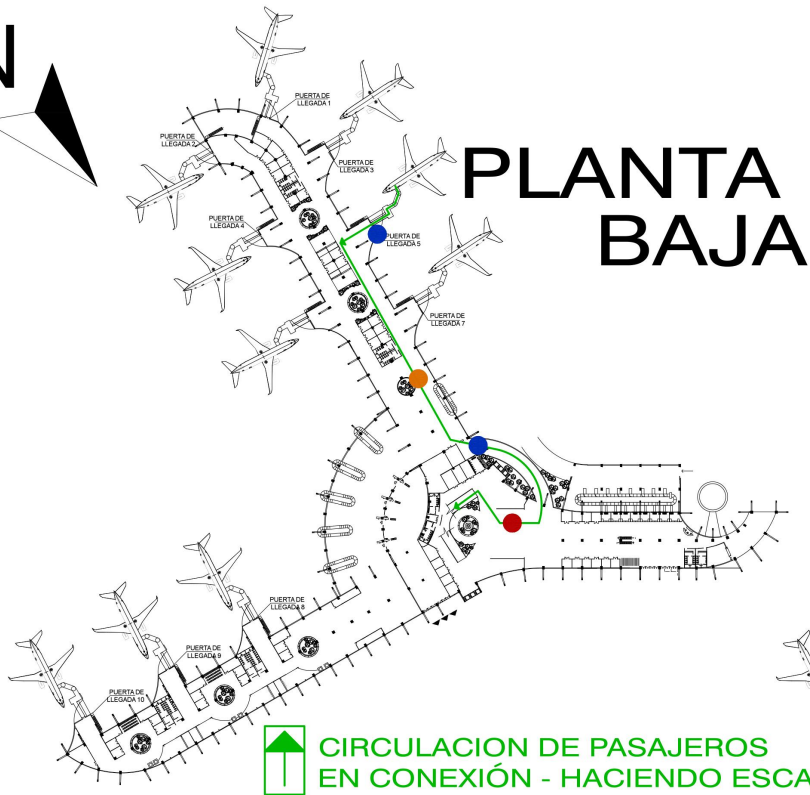 N
PUERTA DE
LLEGADA 1
PUERTA DE
LLEGADA 2
PUERTA DE
LLEGADA 3
PLANTA
BAJA
PUERTA DE
LLEGADA 4
PUERTA DE
LLEGADA 5
PUERTA DE
LLEGADA 7
PUERTA DE
LLEGADA 8
PUERTA DE
LLEGADA 9
PUERTA DE
LLEGADA 10
CIRCULACION DE PASAJEROS
EN CONEXIÓN - HACIENDO ESCA